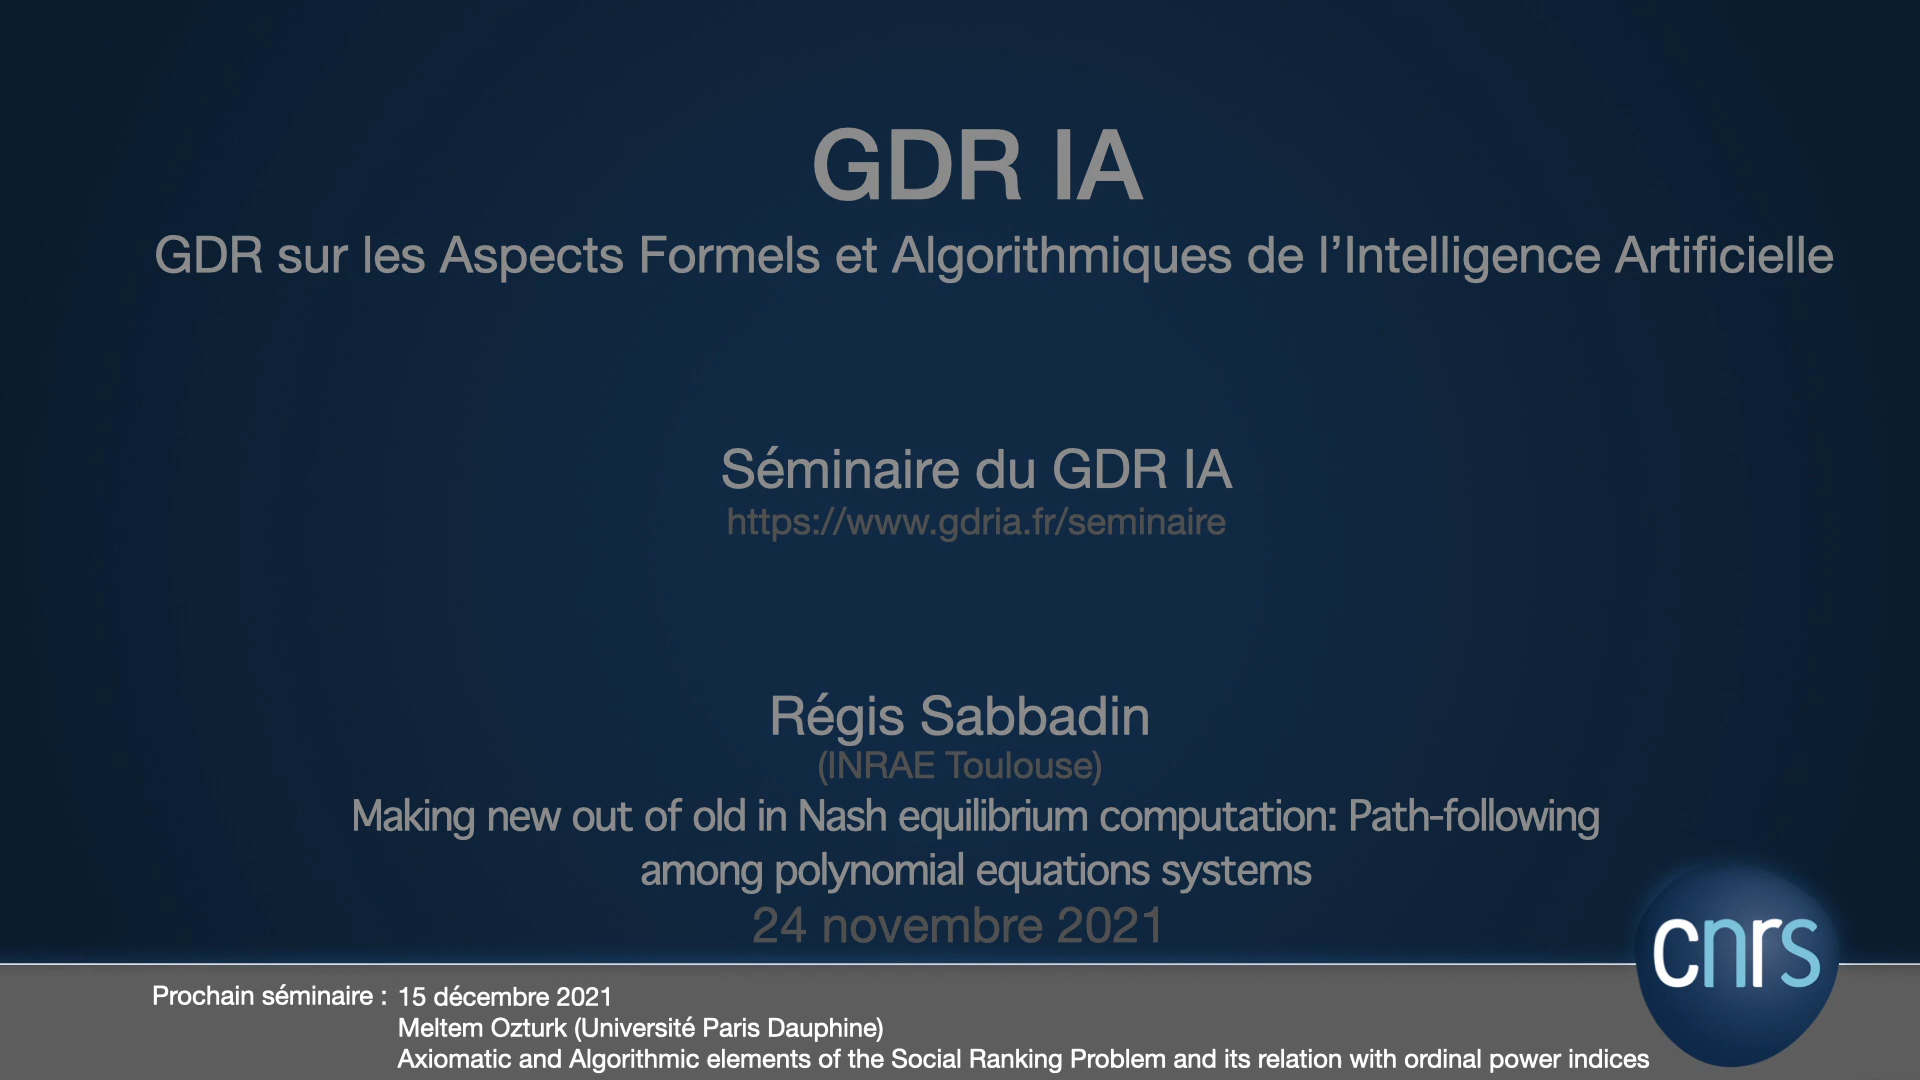 GDR IA
GDR sur les Aspects Formels et Algorithmiques de l’Intelligence Artificielle
Séminaire du GDR IA
https://www.gdria.fr/seminaire
Régis Sabbadin
(INRAE Toulouse)
Making new out of old in Nash equilibrium computation: Path-following
among polynomial equations systems
24 novembre 2021
cnrs
Prochain séminaire : 15 décembre 2021
Meltem Ozturk (Université Paris Dauphine)
Axiomatic and Algorithmic elements of the Social Ranking Problem and its relation with ordinal power indices